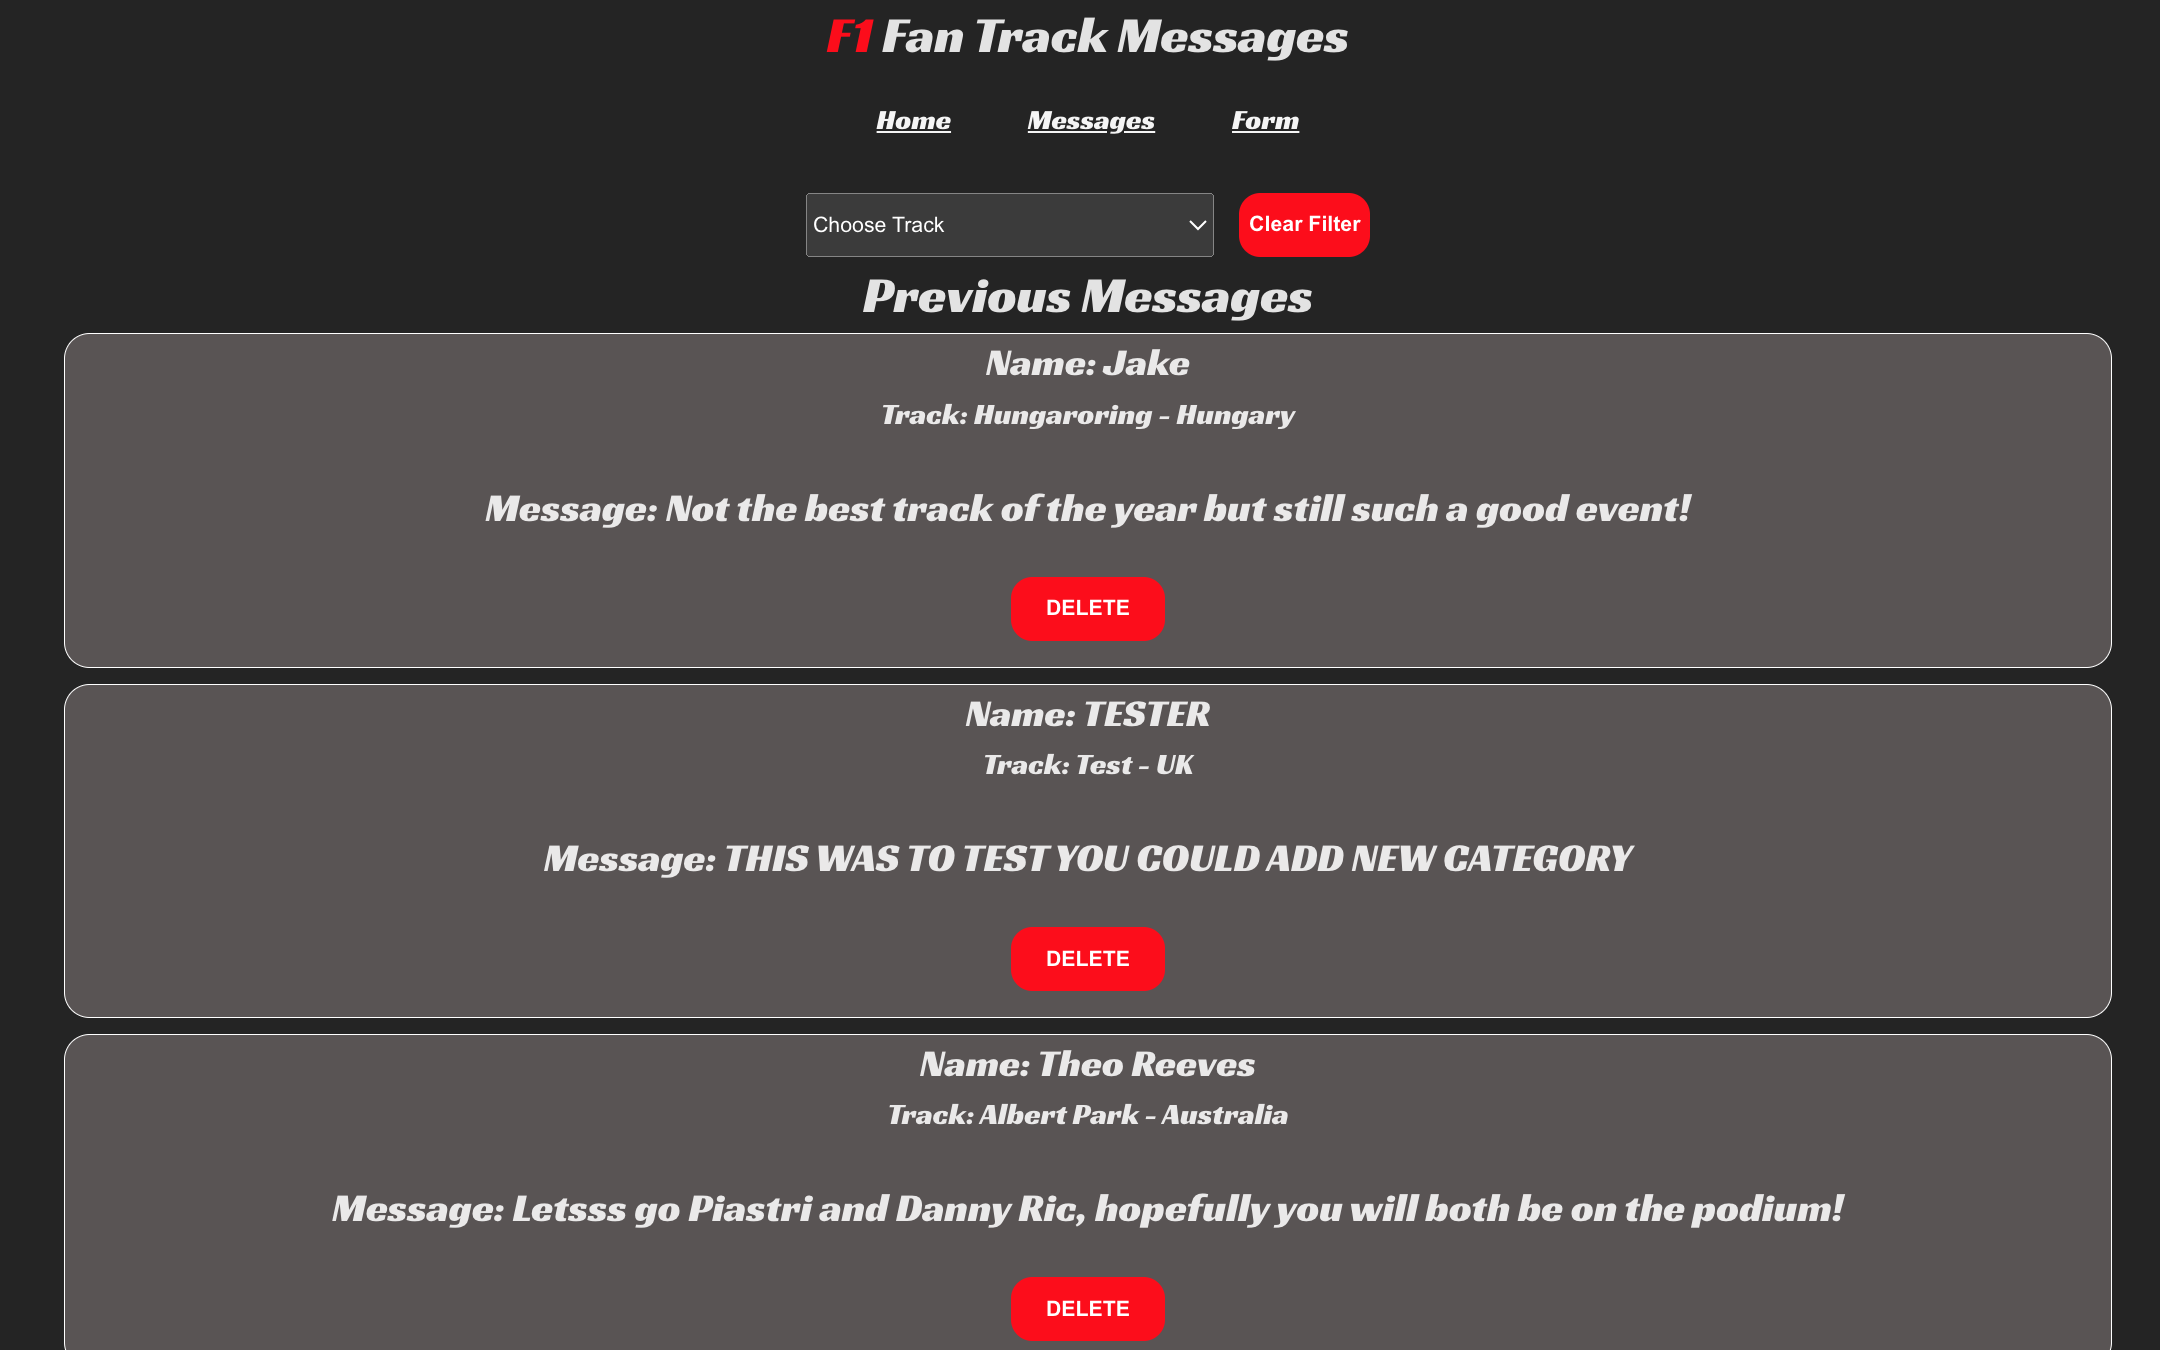 F1 Fan Track Messages
Home Messages Form
Choose Track Clear Filter
Previous Messages
Name: Jake
Track: Hungaroring - Hungary
Message: Not the best track of the year but still such a good event!
DELETE
Name: TESTER
Track: Test - UK
Message: THIS WAS TO TEST YOU COULD ADD NEW CATEGORY
DELETE
Name: Theo Reeves
Track: Albert Park - Australia
Message: Letsss go Piastri and Danny Ric, hopefully you will both be on the podium!
DELETE